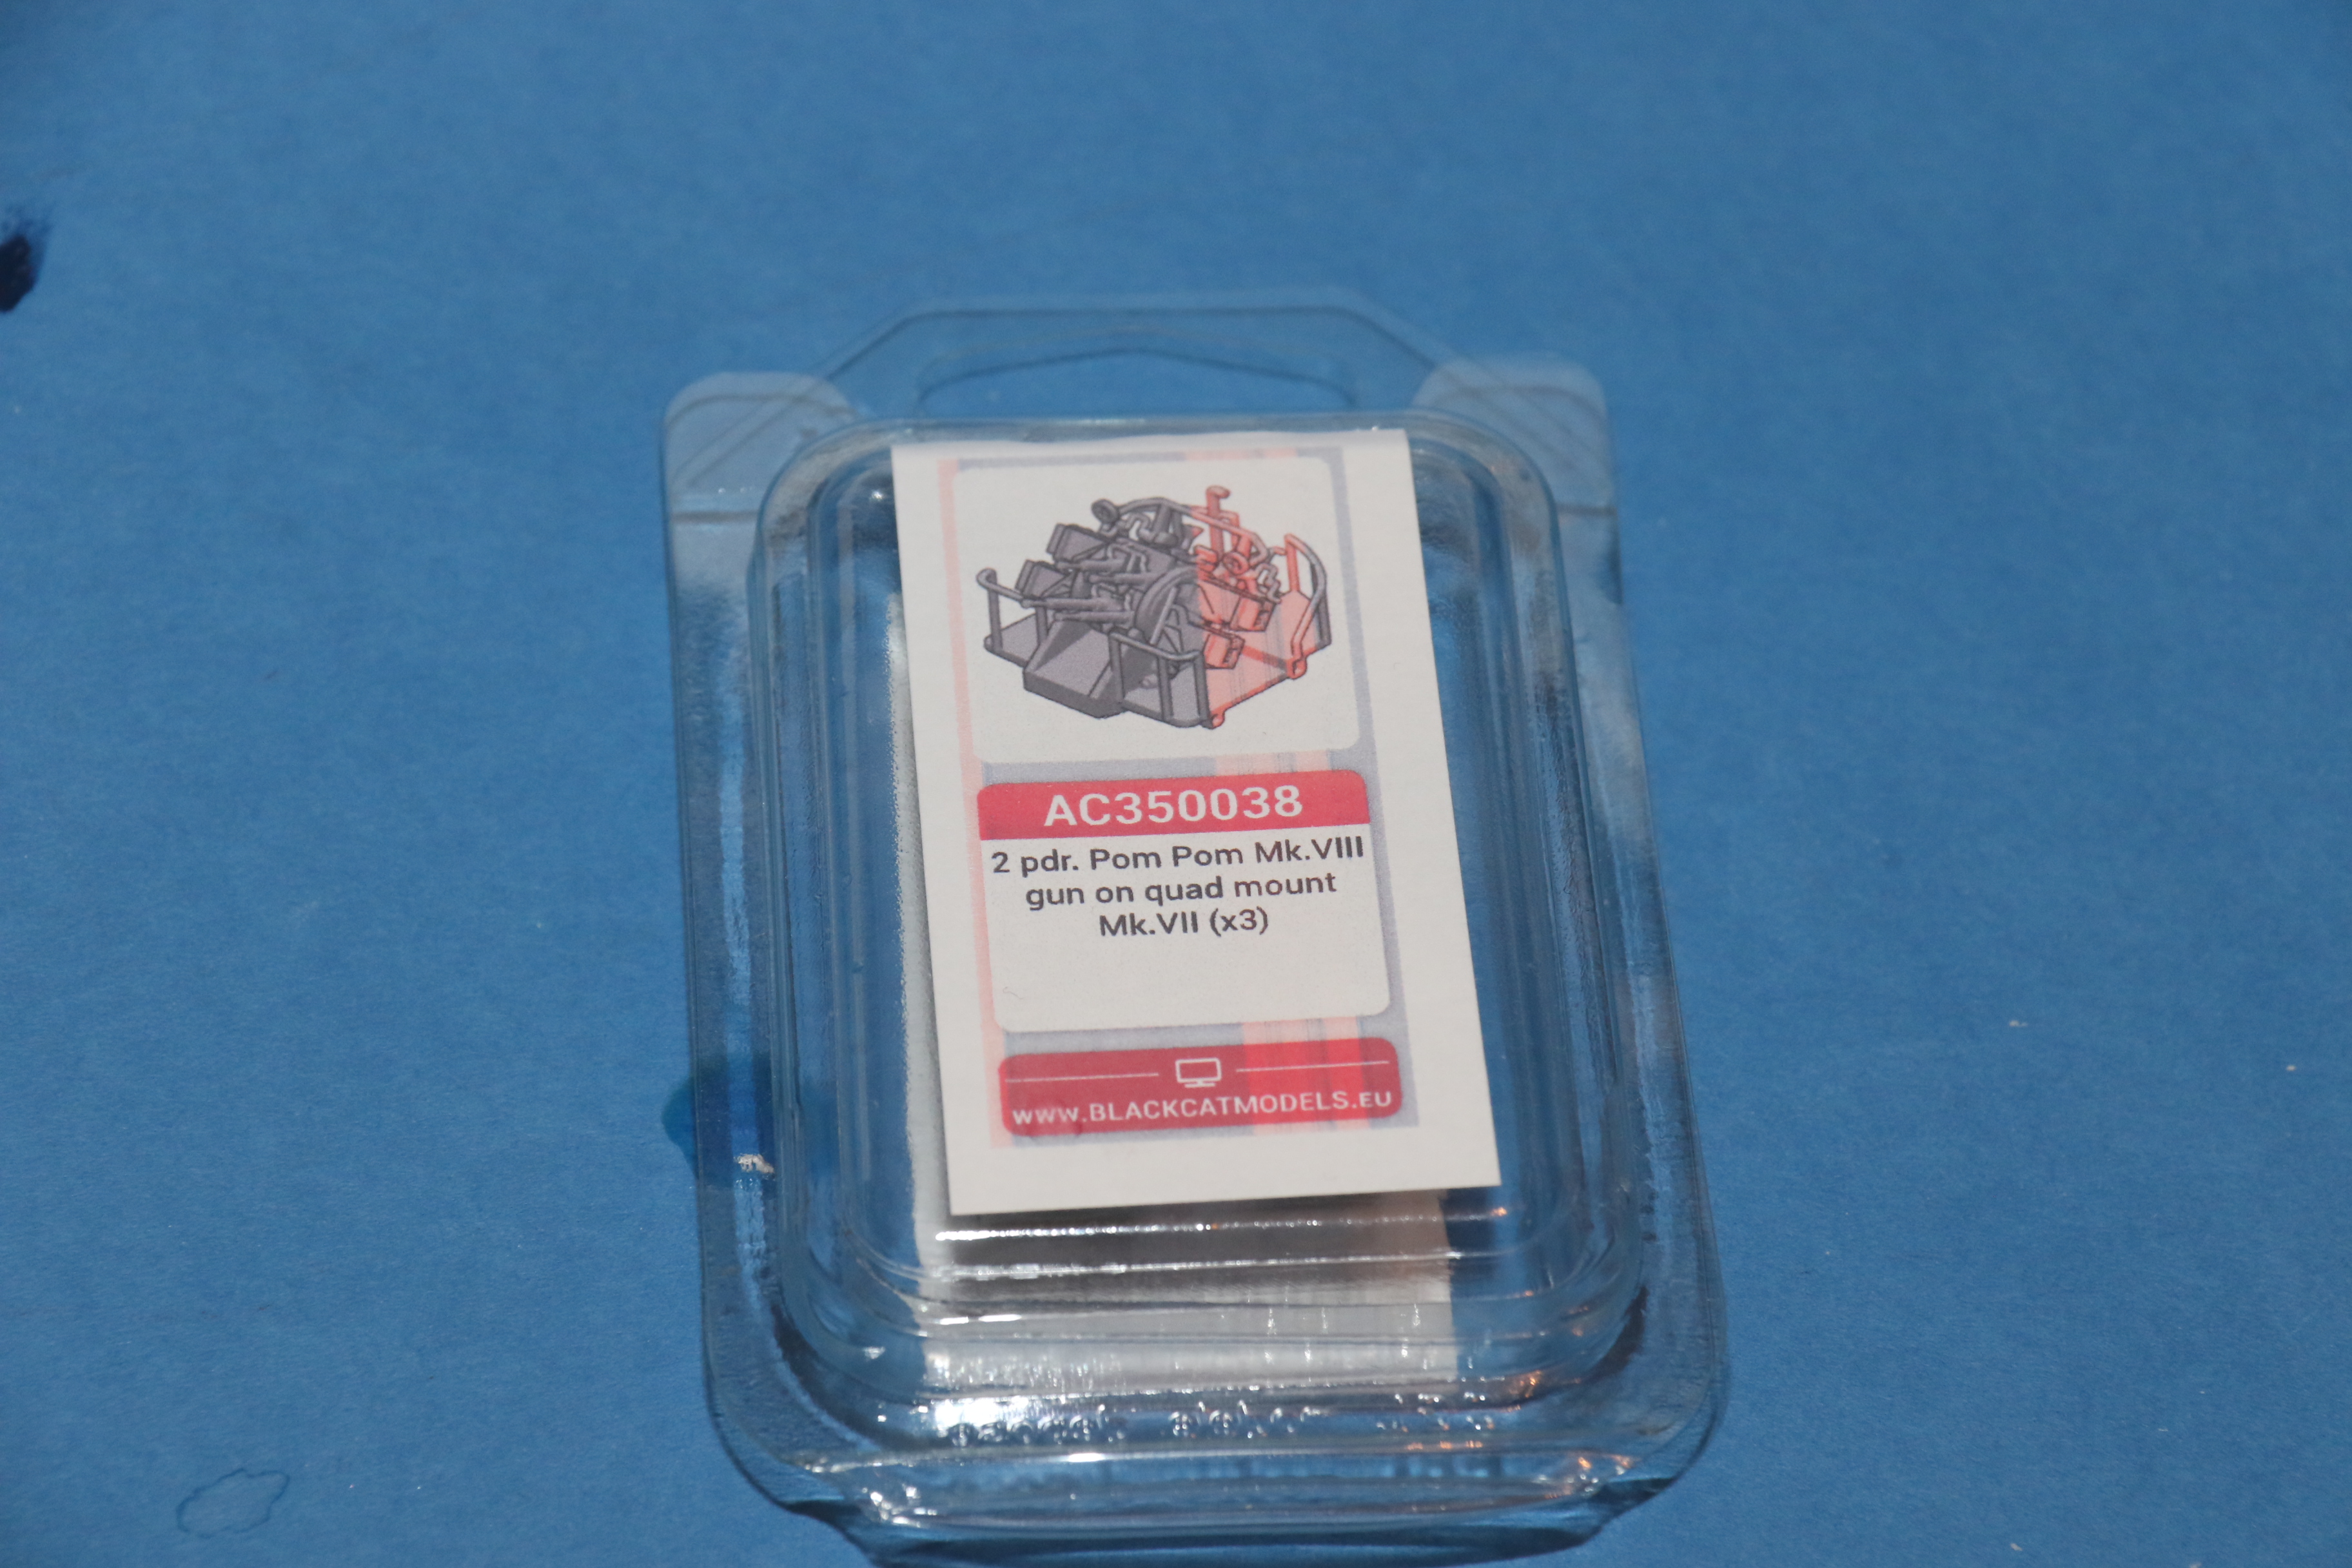 AC350038
2 pdr. Pom Pom Mk.VIII
gun on quad mount
Mk.VII (x3)
WWW.BLACKCATMODELS.EU